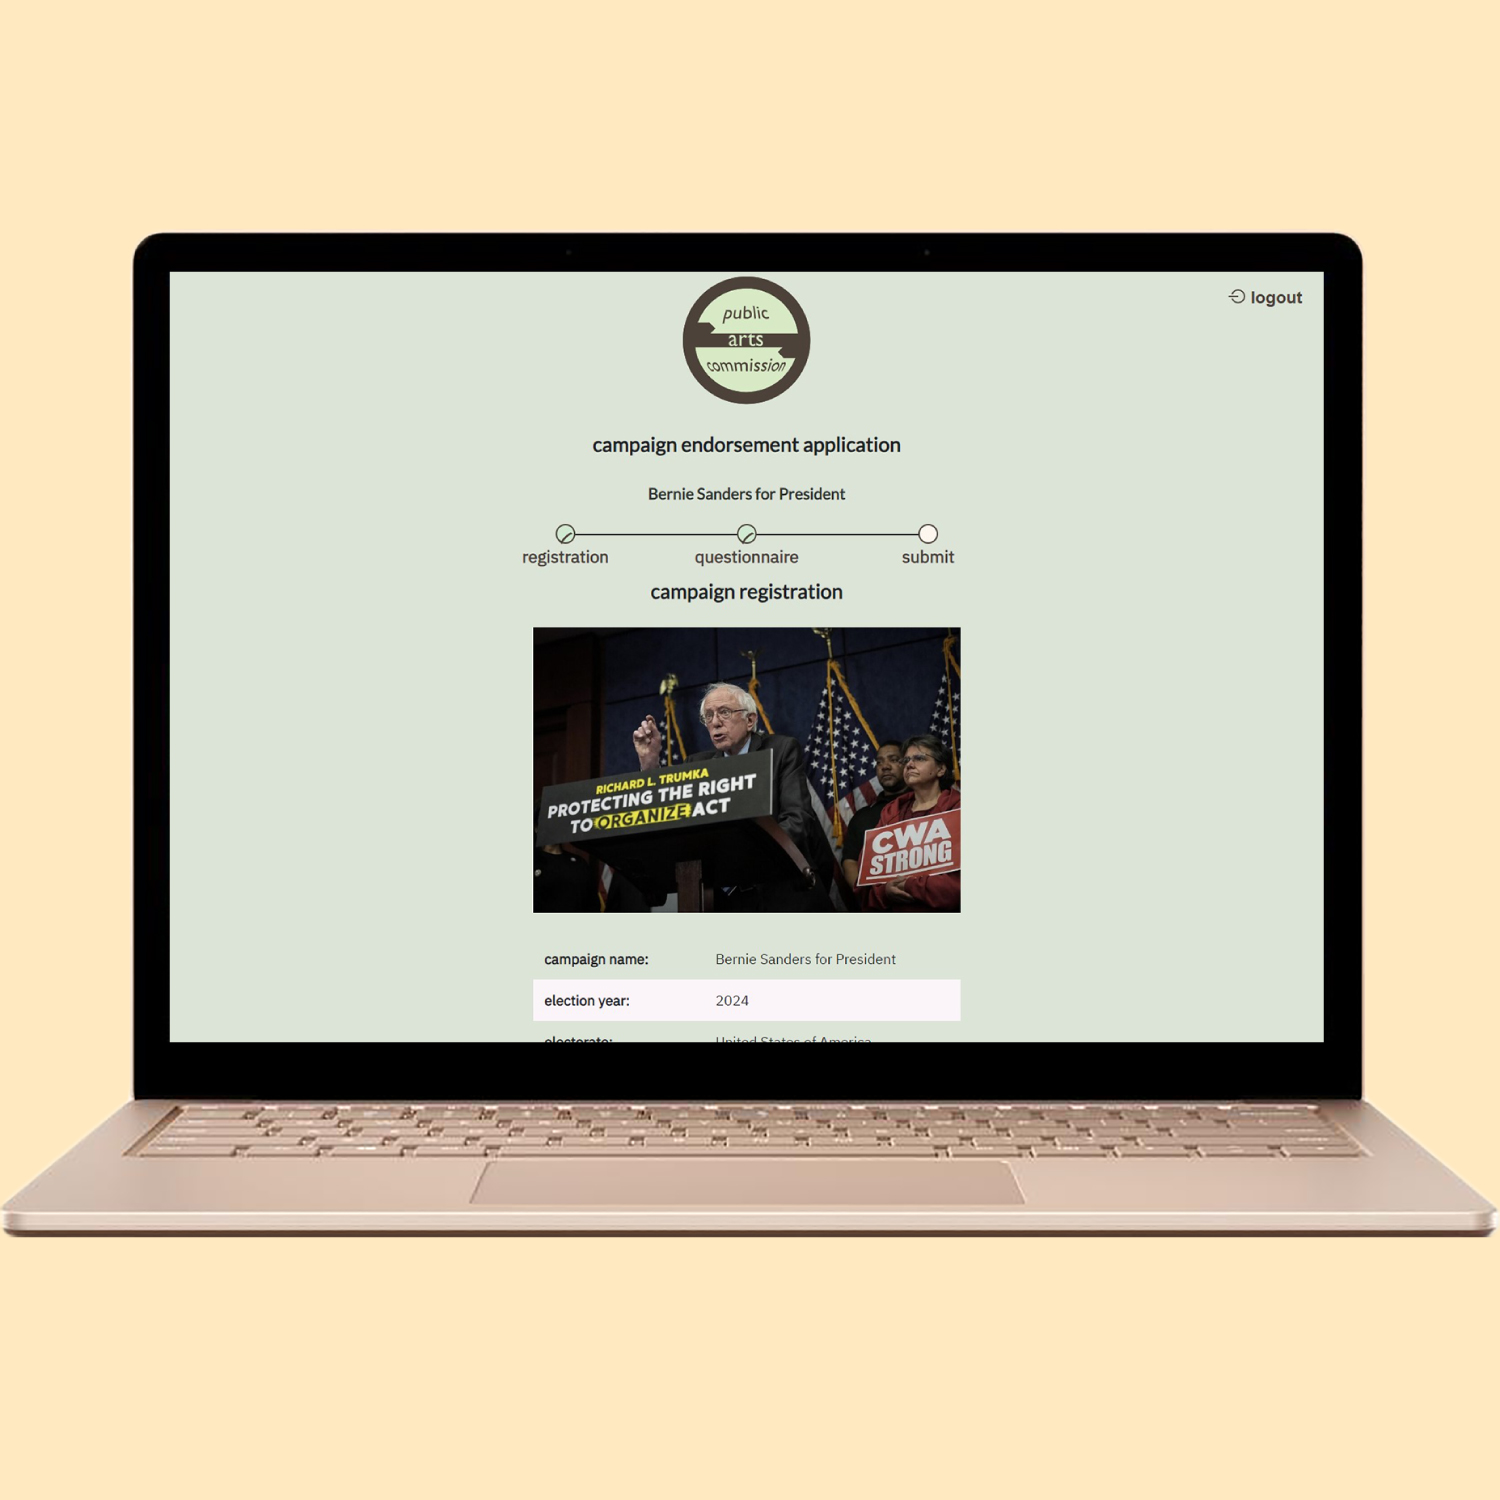 public
arts
commission
logout
campaign endorsement application
Bernie Sanders for President
registration
questionnaire
submit
campaign registration
RICHARD L. TRUMKA
PROTECTING THE RIGHT
TO ORGANIZE ACT
CWA
STRONG
campaign name: Bernie Sanders for President
election year: 2024
electorate: United States of America